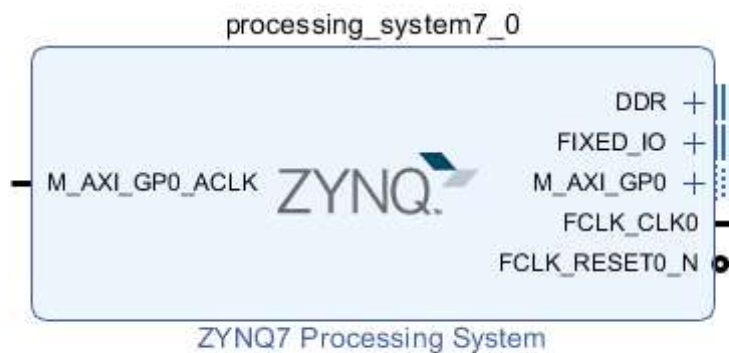 processing_system7_0
DDR
FIXED_IO
M_AXI_GP0_ACLK
ZYNQ
M_AXI_GP0
FCLK_CLK0
FCLK_RESET0_N
ZYNQ7 Processing System